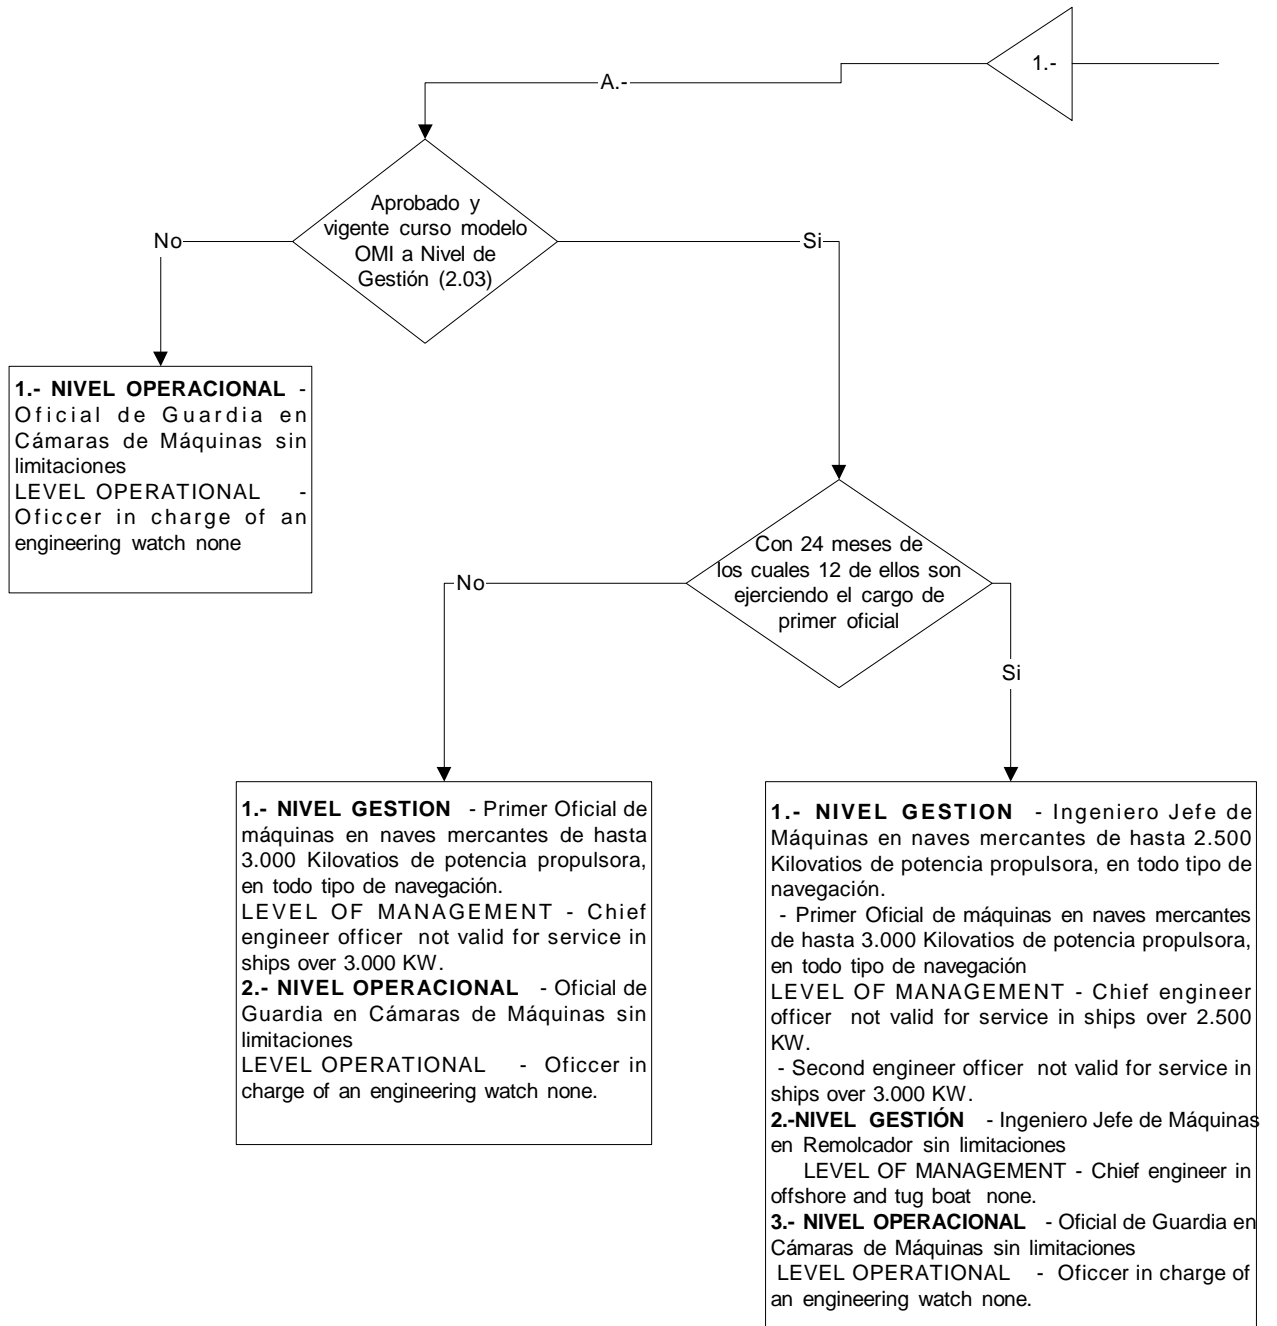 1.-
A.-
Aprobado y
vigente curso modelo
OMI a Nivel de
Gestión (2.03)
No
Si
1.- NIVEL OPERACIONAL -
Oficial de Guardia en
Cámaras de Máquinas sin
limitaciones
LEVEL OPERATIONAL -
Oficcer in charge of an
engineering watch none
Con 24 meses de
los cuales 12 de ellos son
ejerciendo el cargo de
primer oficial
No
Si
1.- NIVEL GESTION - Primer Oficial de
máquinas en naves mercantes de hasta
3.000 Kilovatios de potencia propulsora,
en todo tipo de navegación.
LEVEL OF MANAGEMENT - Chief
engineer officer not valid for service in
ships over 3.000 KW.
2.- NIVEL OPERACIONAL - Oficial de
Guardia en Cámaras de Máquinas sin
limitaciones
LEVEL OPERATIONAL - Oficcer in
charge of an engineering watch none.
1.- NIVEL GESTION - Ingeniero Jefe de
Máquinas en naves mercantes de hasta 2.500
Kilovatios de potencia propulsora, en todo tipo de
navegación.
- Primer Oficial de máquinas en naves mercantes
de hasta 3.000 Kilovatios de potencia propulsora,
en todo tipo de navegación
LEVEL OF MANAGEMENT - Chief engineer
officer not valid for service in ships over 2.500
KW.
- Second engineer officer not valid for service in
ships over 3.000 KW.
2.-NIVEL GESTIÓN - Ingeniero Jefe de Máquinas
en Remolcador sin limitaciones
LEVEL OF MANAGEMENT - Chief engineer in
offshore and tug boat none.
3.- NIVEL OPERACIONAL - Oficial de Guardia en
Cámaras de Máquinas sin limitaciones
LEVEL OPERATIONAL - Oficcer in charge of
an engineering watch none.